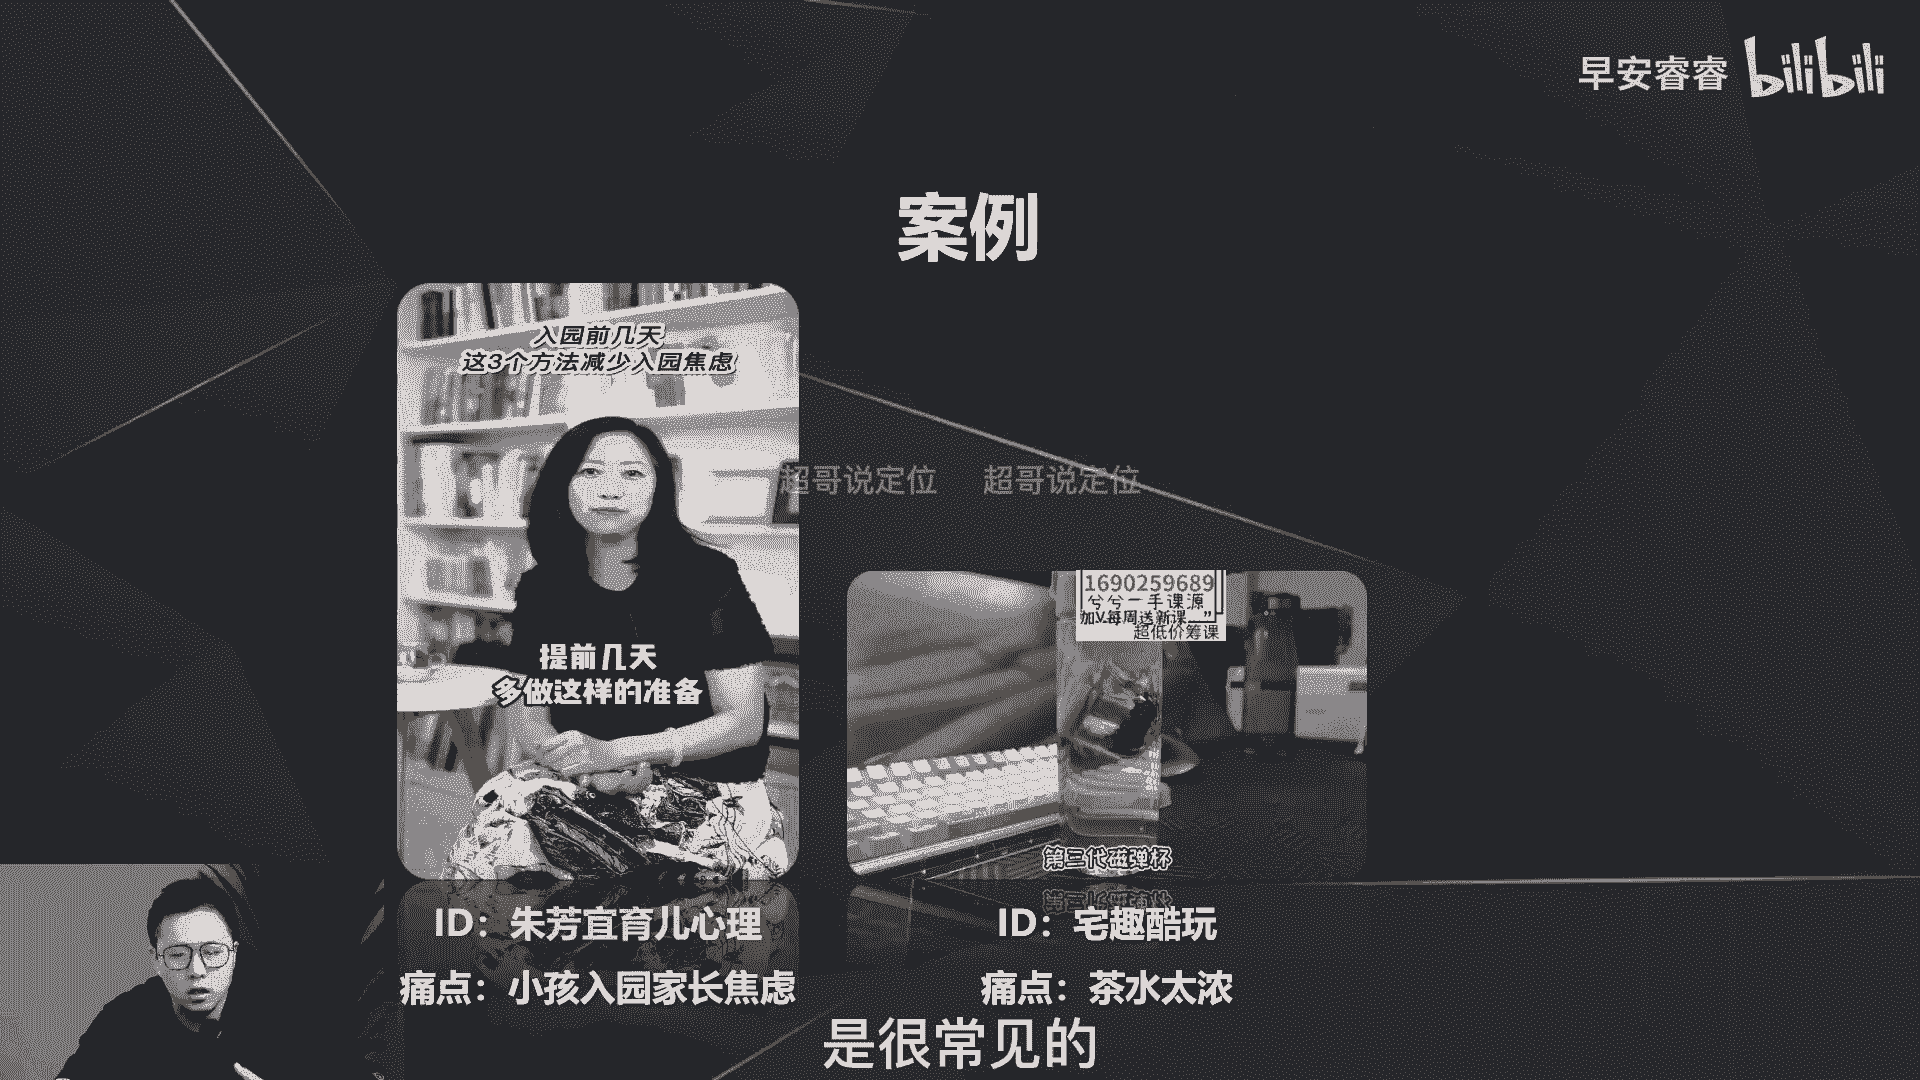 早安睿睿 bilibili
案例
入园前几天
这3个方法减少入园焦虑
超哥说定位 超哥说定位
1690259689
兮兮一手课源
加V每周送新课..."
超低价筹课
提前几天
多做这样的准备
第二代磁弹杯
ID：朱芳宜育儿心理
ID：宅趣酷玩
痛点：小孩入园家长焦虑
痛点：茶水太浓
是很常见的